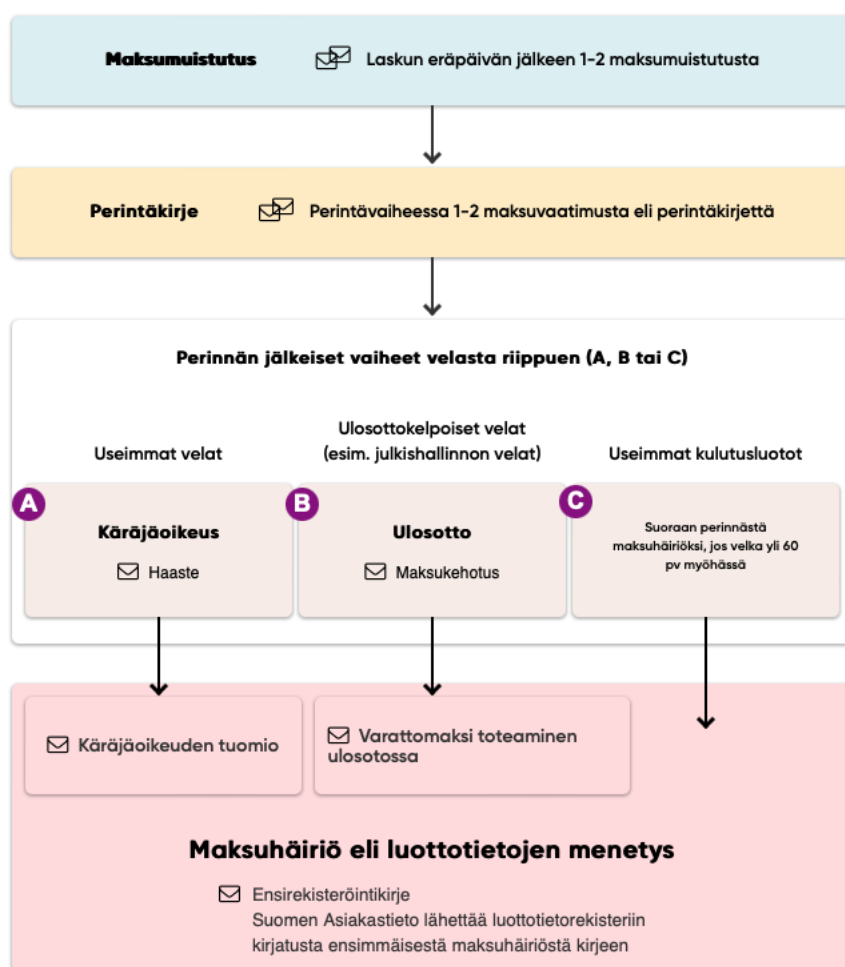 Maksumuistutus
Laskun eräpäivän jälkeen 1-2 maksumuistutusta
Perintäkirje
Perintävaiheessa 1-2 maksuvaatimusta eli perintäkirjettä
Perinnän jälkeiset vaiheet velasta riippuen (A, B tai C)
Useimmat velat
Ulosottokelpoiset velat
(esim. julkishallinnon velat)
Useimmat kulutusluotot
A
Käräjäoikeus
Haaste
B
Ulosotto
Maksukehotus
C
Suoraan perinnästä
maksuhäiriöksi, jos velka yli 60
pv myöhässä
Käräjäoikeuden tuomio
Varattomaksi toteaminen
ulosotossa
Maksuhäiriö eli luottotietojen menetys
Ensirekisteröintikirje
Suomen Asiakastieto lähettää luottotietorekisteriin
kirjatusta ensimmäisestä maksuhäiriöstä kirjeen